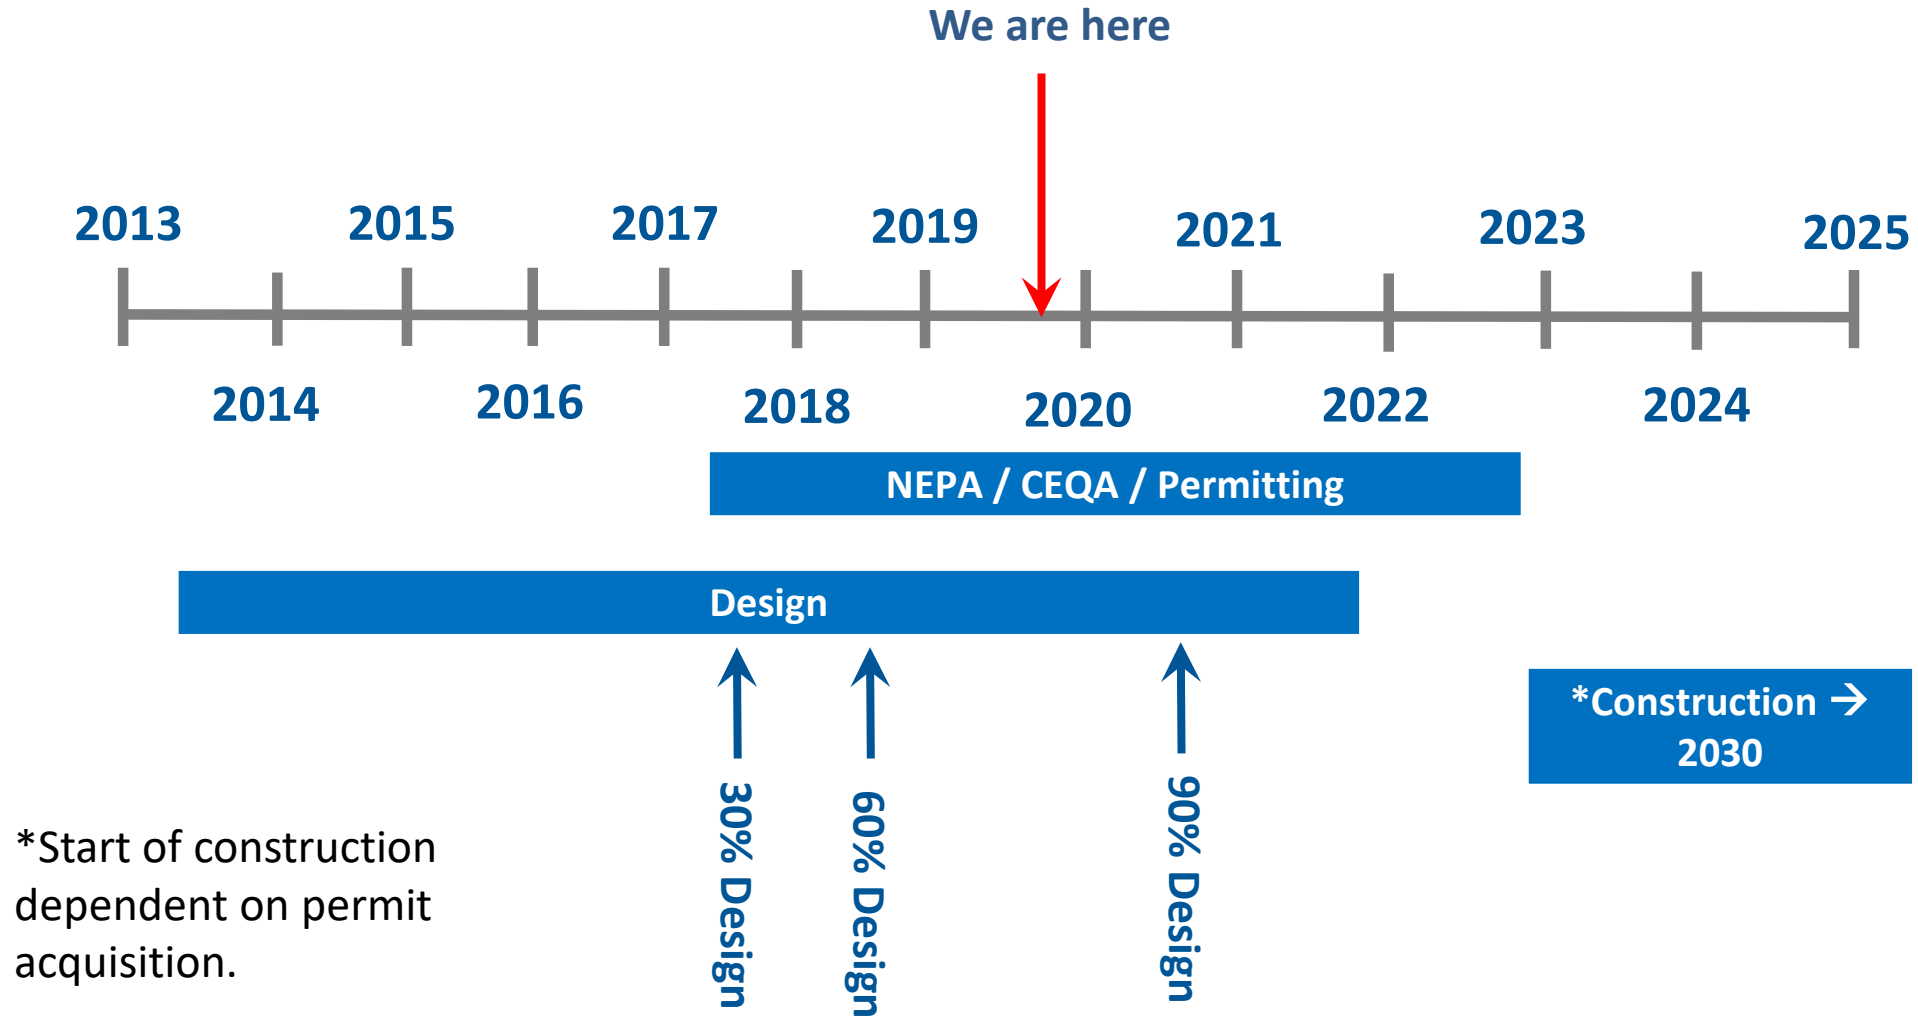 We are here
2013
2015
2017
2019
2021
2023
2025
2014
2016
2018
2020
2022
2024
NEPA / CEQA / Permitting
Design
*Construction →
2030
30% Design
60% Design
90% Design
*Start of construction
dependent on permit
acquisition.